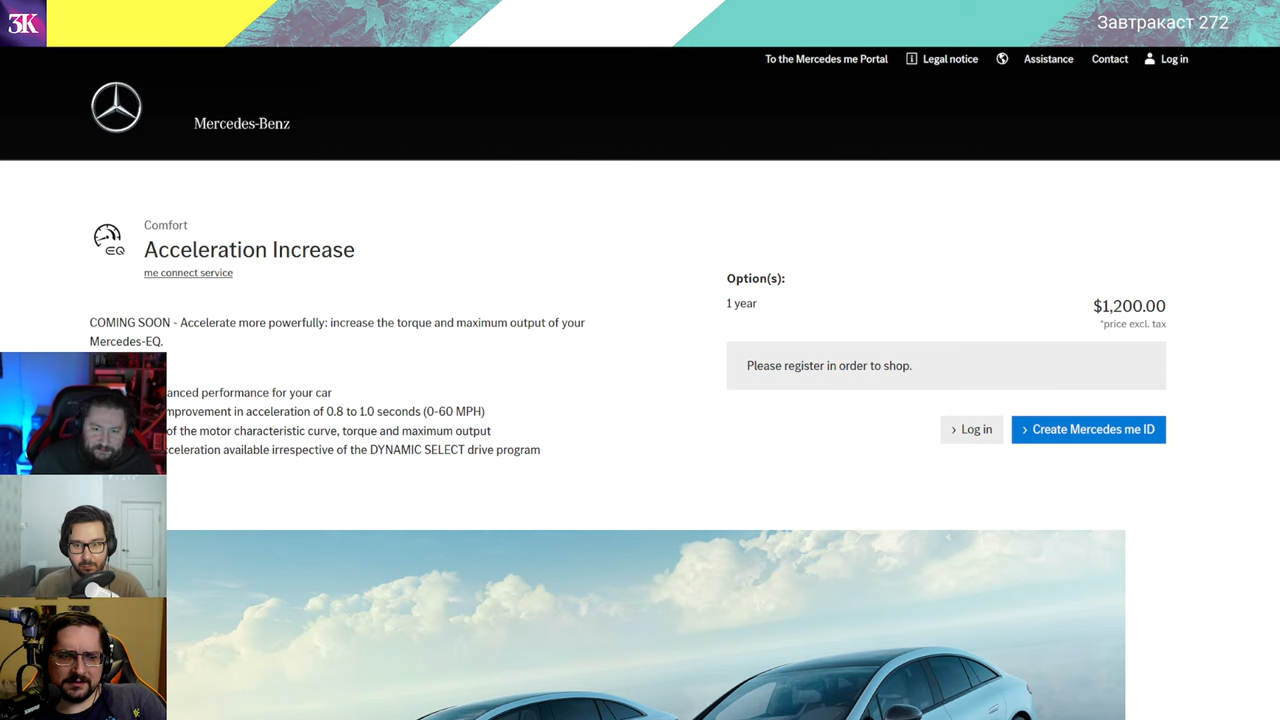 3K
Завтракаст 272
To the Mercedes me Portal
Legal notice
Assistance
Contact
Log in
Mercedes-Benz
Comfort
EQ
Acceleration Increase
me connect service
COMING SOON - Accelerate more powerfully: increase the torque and maximum output of your
Mercedes-EQ.
anced performance for your car
mprovement in acceleration of 0.8 to 1.0 seconds (0-60 MPH)
of the motor characteristic curve, torque and maximum output
cceleration available irrespective of the DYNAMIC SELECT drive program
Option(s):
1 year
$1,200.00
*price excl. tax
Please register in order to shop.
› Log in
› Create Mercedes me ID